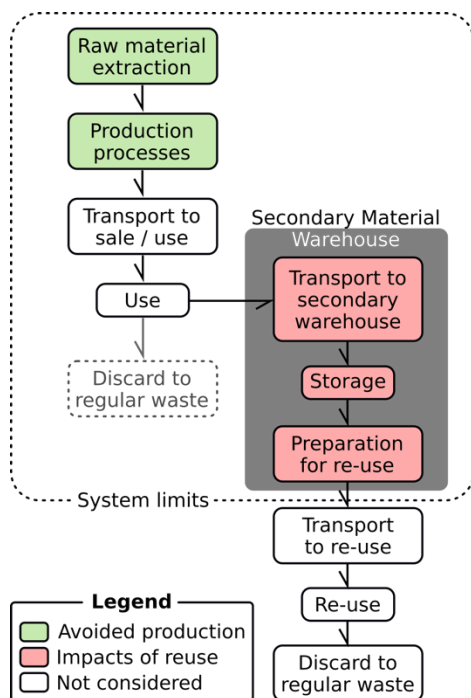 Raw material
extraction
Production
processes
Transport to
sale / use
Use
Discard to
regular waste
Secondary Material
Warehouse
Transport to
secondary
warehouse
Storage
Preparation
for re-use
System limits
Transport
to re-use
Re-use
Discard to
regular waste
Legend
Avoided production
Impacts of reuse
Not considered